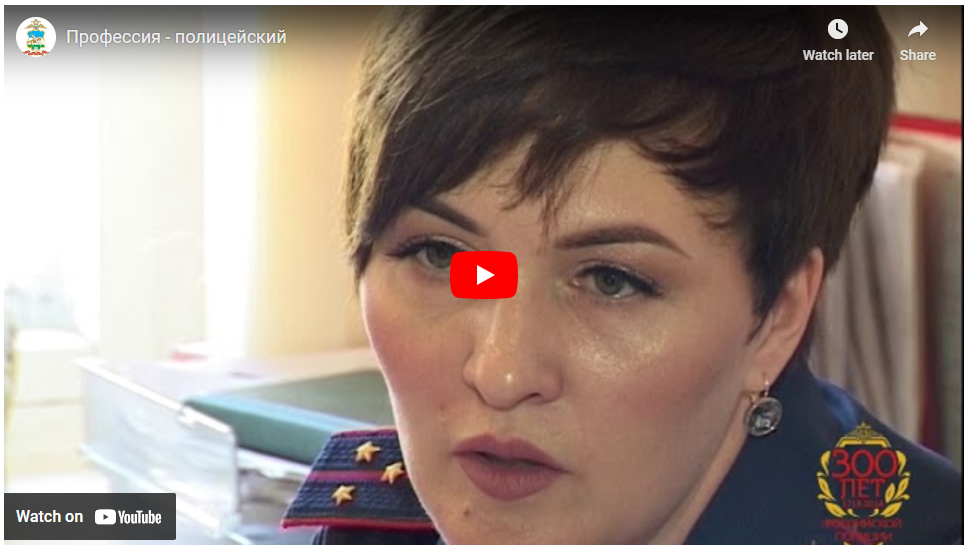 Профессия - полицейский
Watch later
Share
300
ЛЕТ
РОССИЙСКОЙ
ПОЛИЦИИ
Watch on YouTube